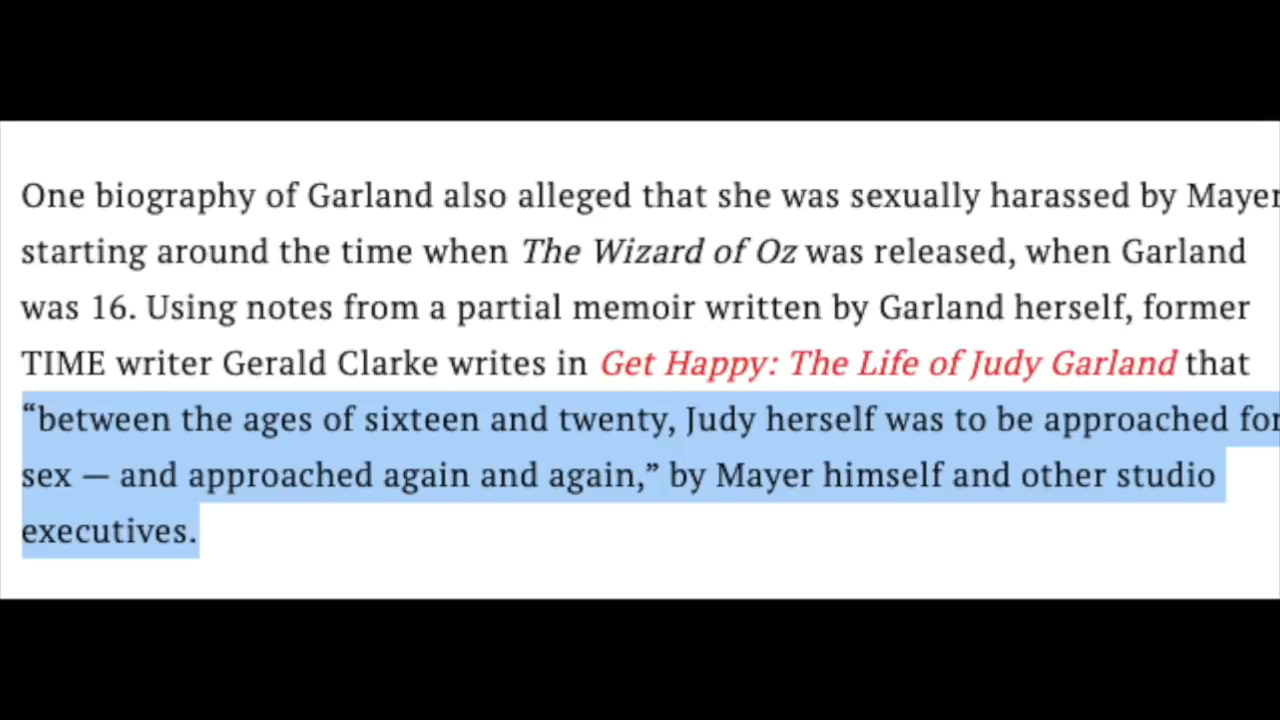 One biography of Garland also alleged that she was sexually harassed by Mayer
starting around the time when The Wizard of Oz was released, when Garland
was 16. Using notes from a partial memoir written by Garland herself, former
TIME writer Gerald Clarke writes in Get Happy: The Life of Judy Garland that
“between the ages of sixteen and twenty, Judy herself was to be approached for
sex — and approached again and again,” by Mayer himself and other studio
executives.